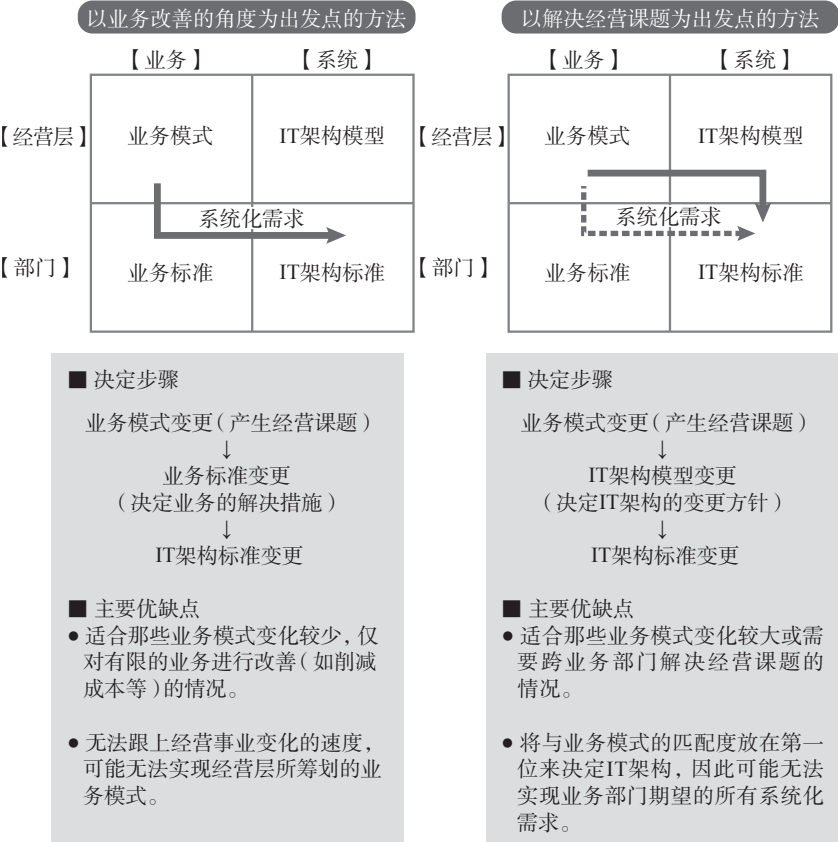 以业务改善的角度为出发点的方法
【业务】 【系统】
【经营层】 业务模式 IT架构模型
系统化需求
【部门】 业务标准 IT架构标准
■ 决定步骤
业务模式变更（产生经营课题）
↓
业务标准变更
（决定业务的解决措施）
↓
IT架构标准变更
■ 主要优缺点
● 适合那些业务模式变化较少，仅
对有限的业务进行改善（如削减
成本等）的情况。
● 无法跟上经营事业变化的速度，
可能无法实现经营层所筹划的业
务模式。
以解决经营课题为出发点的方法
【业务】 【系统】
【经营层】 业务模式 IT架构模型
系统化需求
【部门】 业务标准 IT架构标准
■ 决定步骤
业务模式变更（产生经营课题）
↓
IT架构模型变更
（决定IT架构的变更方针）
↓
IT架构标准变更
■ 主要优缺点
● 适合那些业务模式变化较大或需
要跨业务部门解决经营课题的
情况。
● 将与业务模式的匹配度放在第一
位来决定IT架构，因此可能无法
实现业务部门期望的所有系统化
需求。